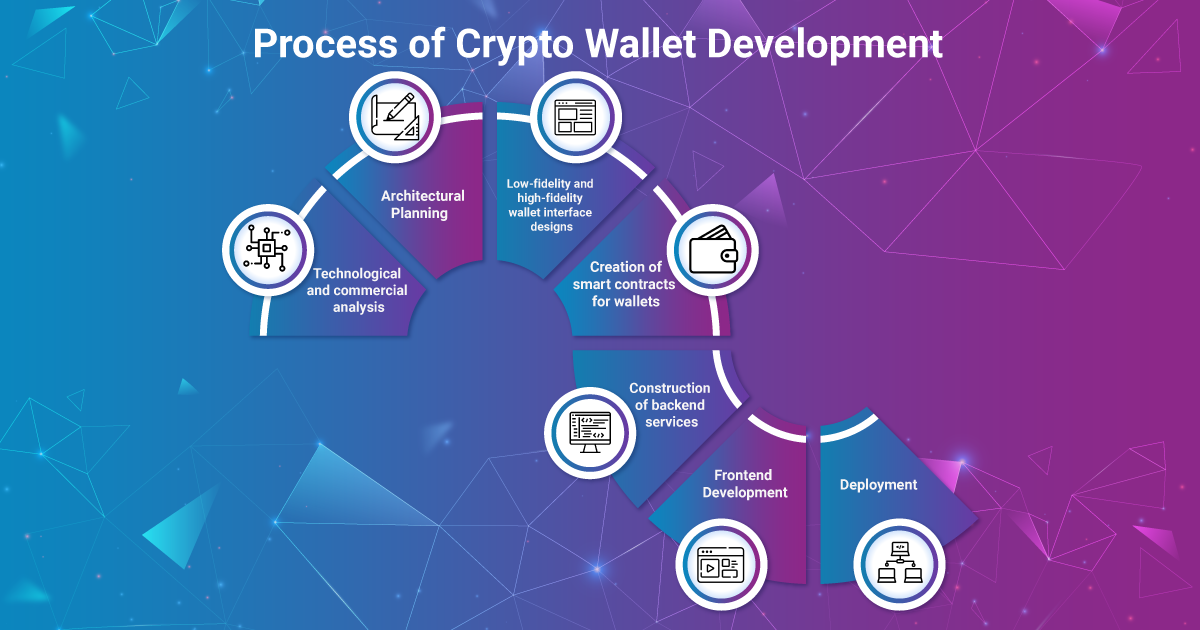 Process of Crypto Wallet Development
Technological
and commercial
analysis
Architectural
Planning
Low-fidelity and
high-fidelity
wallet interface
designs
Creation of
smart contracts
for wallets
Construction
of backend
services
Frontend
Development
Deployment